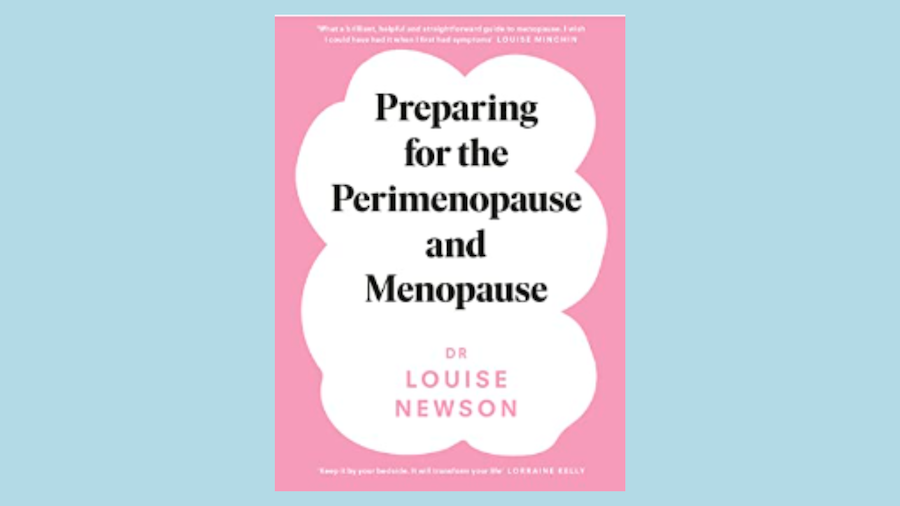 'What a brilliant, helpful and straightforward guide to menopause. I wish
I could have had it when I first had symptoms' LOUISE MINCHIN
Preparing
for the
Perimenopause
and
Menopause
DR
LOUISE
NEWSON
'Keep it by your bedside. It will transform your life' LORRAINE KELLY